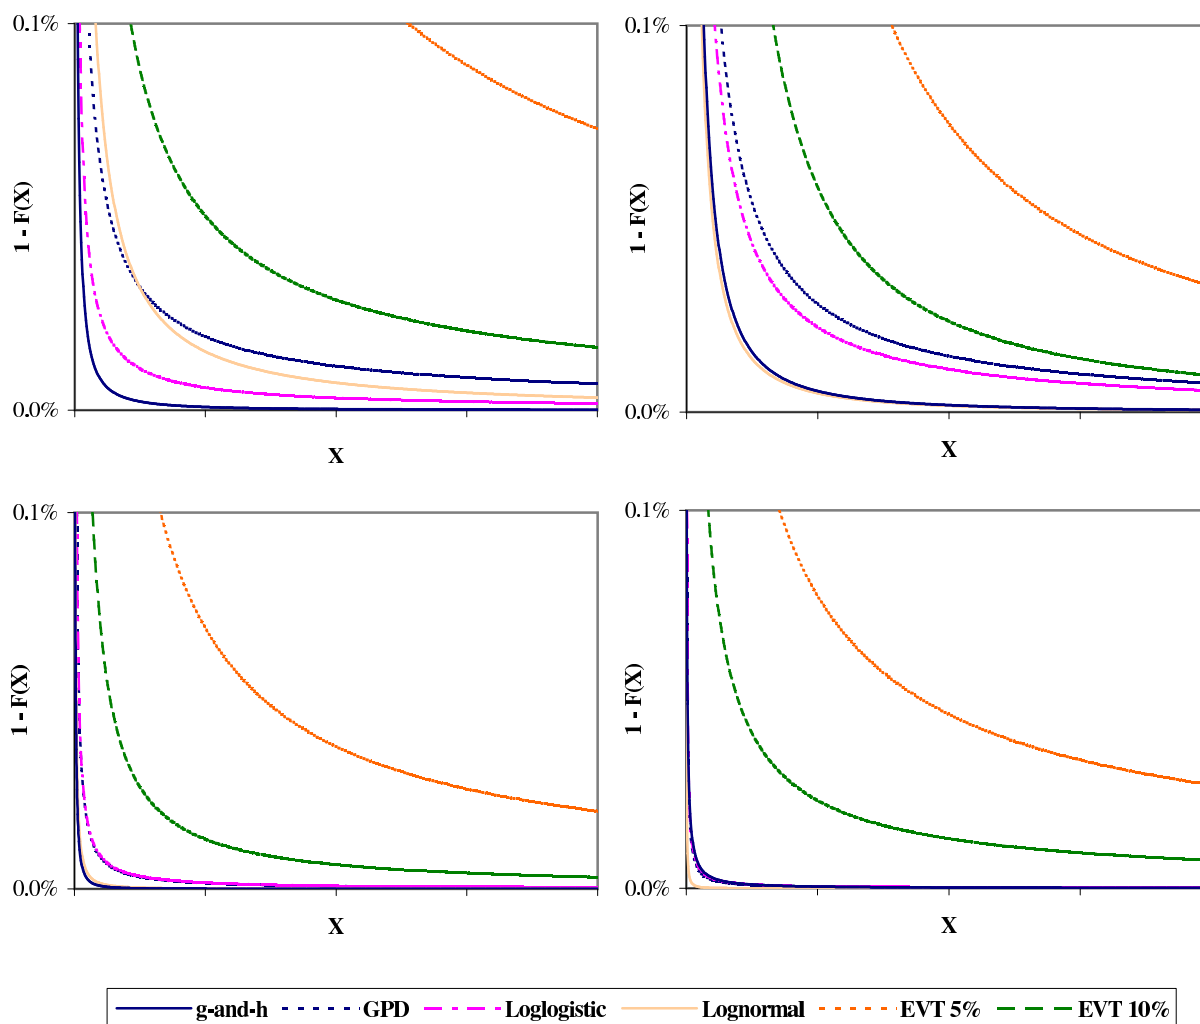 0.1%
1 - F(X)
0.0%
X
0.1%
1 - F(X)
0.0%
X
0.1%
1 - F(X)
0.0%
X
0.1%
1 - F(X)
0.0%
X
g-and-h GPD Loglogistic Lognormal EVT 5% EVT 10%